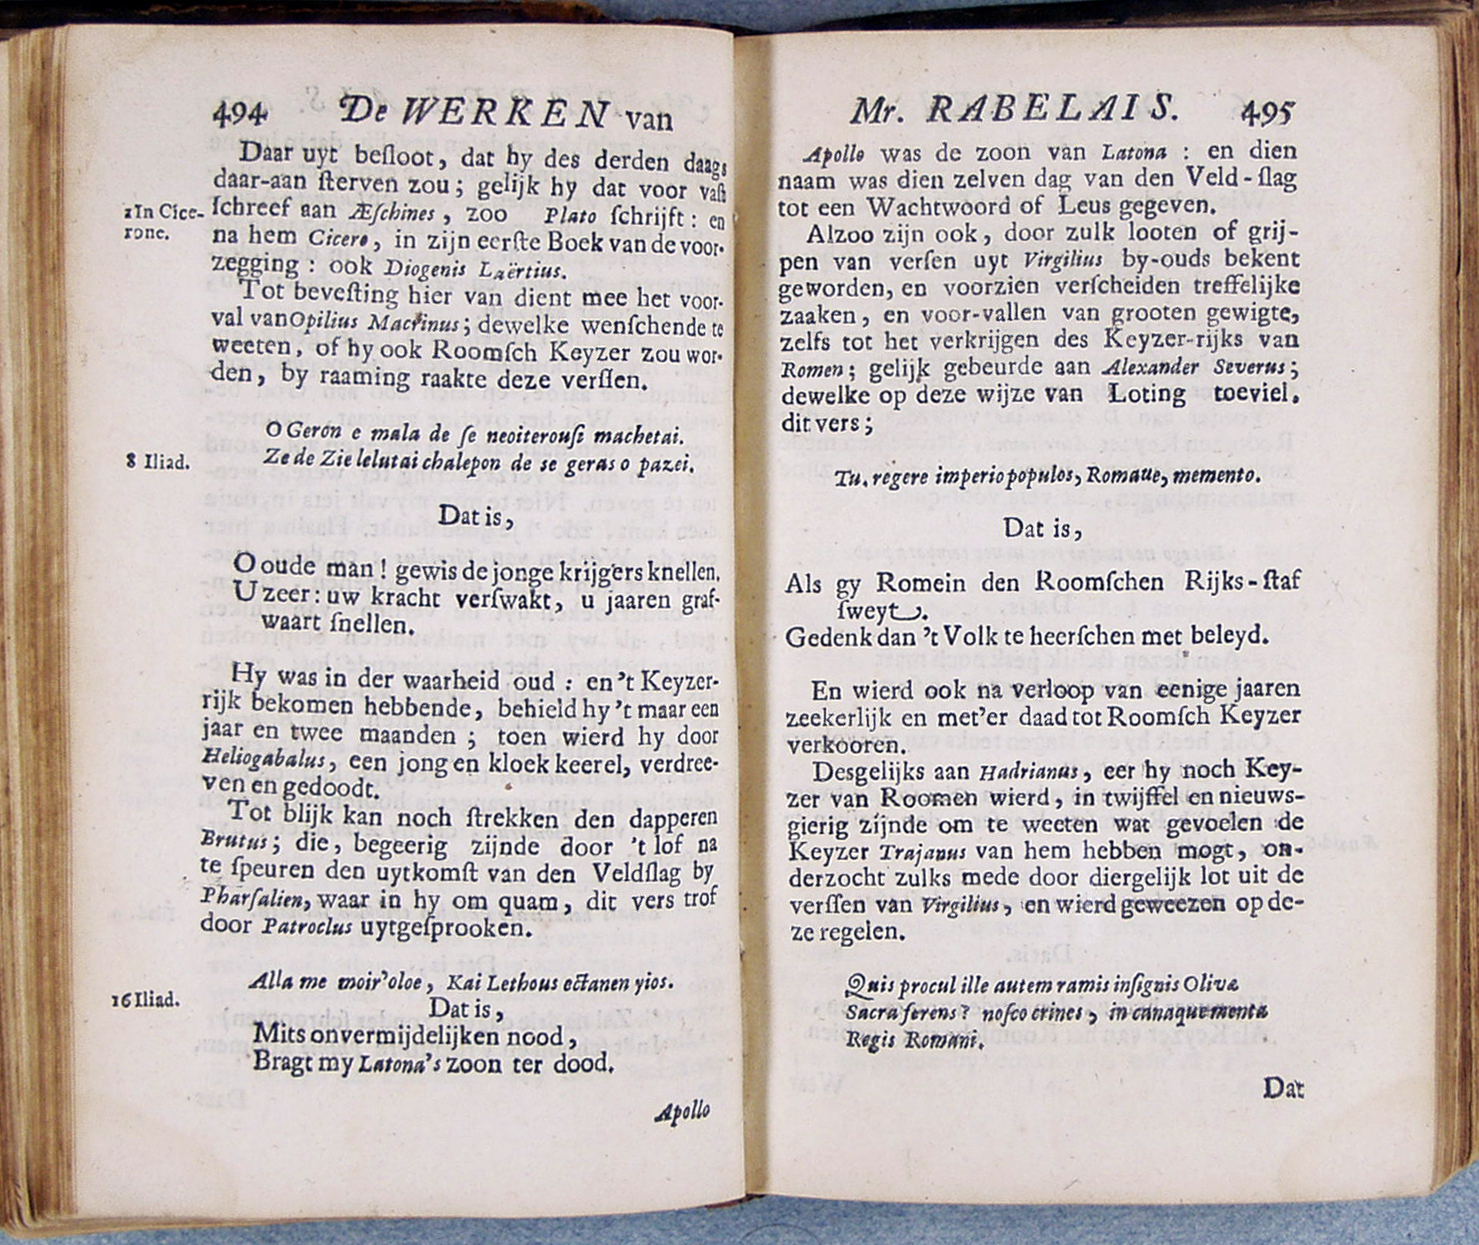 494 De WERKEN van
Daar uyt beſloot, dat hy des derden daags
daar-aan ſterven zou; gelijk hy dat voor vaſt
1In Cice- ſchreef aan Æſchines, zoo Plato ſchrijft: en
rone. na hem Cicero, in zijn eerſte Boek van de voor-
zegging: ook Diogenis Laërtius.
Tot beveſting hier van dient mee het voor-
val van Opilius Macrinus; dewelke wenſchende te
weeten, of hy ook Roomſch Keyzer zou wor-
den, by raaming raakte deze verſſen.
O Geron e mala de ſe neoiterouſi machetai.
8 Iliad. Ze de Zie lelutai chalepon de se geras o pazei.
Dat is,
O oude man! gewis de jonge krijgers knellen.
U zeer: uw kracht verſwakt, u jaaren graf-
waart ſnellen.
Hy was in der waarheid oud: en 't Keyzer-
rijk bekomen hebbende, behield hy 't maar een
jaar en twee maanden; toen wierd hy door
Heliogabalus, een jong en kloek keerel, verdree-
ven en gedoodt.
Tot blijk kan noch ſtrekken den dapperen
Brutus; die, begeerig zijnde door 't lof na
te ſpeuren den uytkomſt van den Veldſlag by
Pharſalien, waar in hy om quam, dit vers trof
door Patroclus uytgeſprooken.
Alla me moir'oloe, Kai Lethous ectanen yios.
16 Iliad. Dat is,
Mits onvermijdelijken nood,
Bragt my Latona's zoon ter dood.
Apollo
Mr. RABELAIS. 495
Apollo was de zoon van Latona: en dien
naam was dien zelven dag van den Veld-ſlag
tot een Wachtwoord of Leus gegeven.
Alzoo zijn ook, door zulk looten of grij-
pen van verſen uyt Virgilius by-ouds bekent
geworden, en voorzien verſcheiden treffelijke
zaaken, en voor-vallen van grooten gewigte,
zelfs tot het verkrijgen des Keyzer-rijks van
Romen; gelijk gebeurde aan Alexander Severus;
dewelke op deze wijze van Loting toeviel.
dit vers;
Tu, regere imperio populos, Romaue, memento.
Dat is,
Als gy Romein den Roomſchen Rijks-ſtaf
ſweyt.
Gedenk dan 't Volk te heerſchen met beleyd.
En wierd ook na verloop van eenige jaaren
zeekerlijk en met'er daad tot Roomſch Keyzer
verkooren.
Desgelijks aan Hadrianus, eer hy noch Key-
zer van Roomen wierd, in twijffel en nieuws-
gierig zijnde om te weeten wat gevoelen de
Keyzer Trajanus van hem hebben mogt, on-
derzocht zulks mede door diergelijk lot uit de
verſſen van Virgilius, en wierd geweezen op de-
ze regelen.
Quis procul ille autem ramis inſignis Olivæ
Sacra ferens? noſco crines, in canaque menta
Regis Romani.
Dat